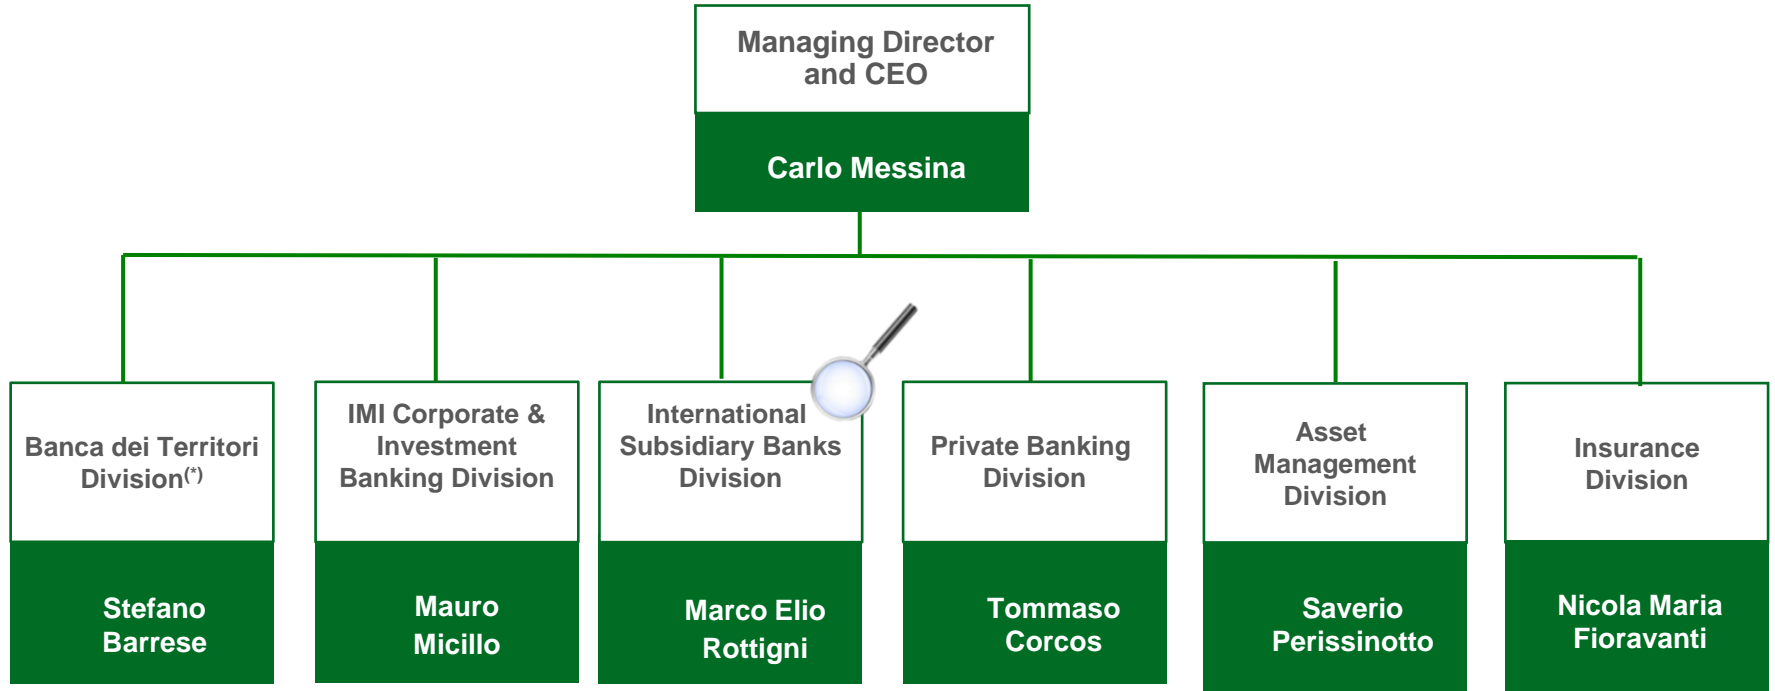 Managing Director
and CEO
Carlo Messina
Banca dei Territori
Division(*)
Stefano
Barrese
IMI Corporate &
Investment
Banking Division
Mauro
Micillo
International
Subsidiary Banks
Division
Marco Elio
Rottigni
Private Banking
Division
Tommaso
Corcos
Asset
Management
Division
Saverio
Perissinotto
Insurance
Division
Nicola Maria
Fioravanti